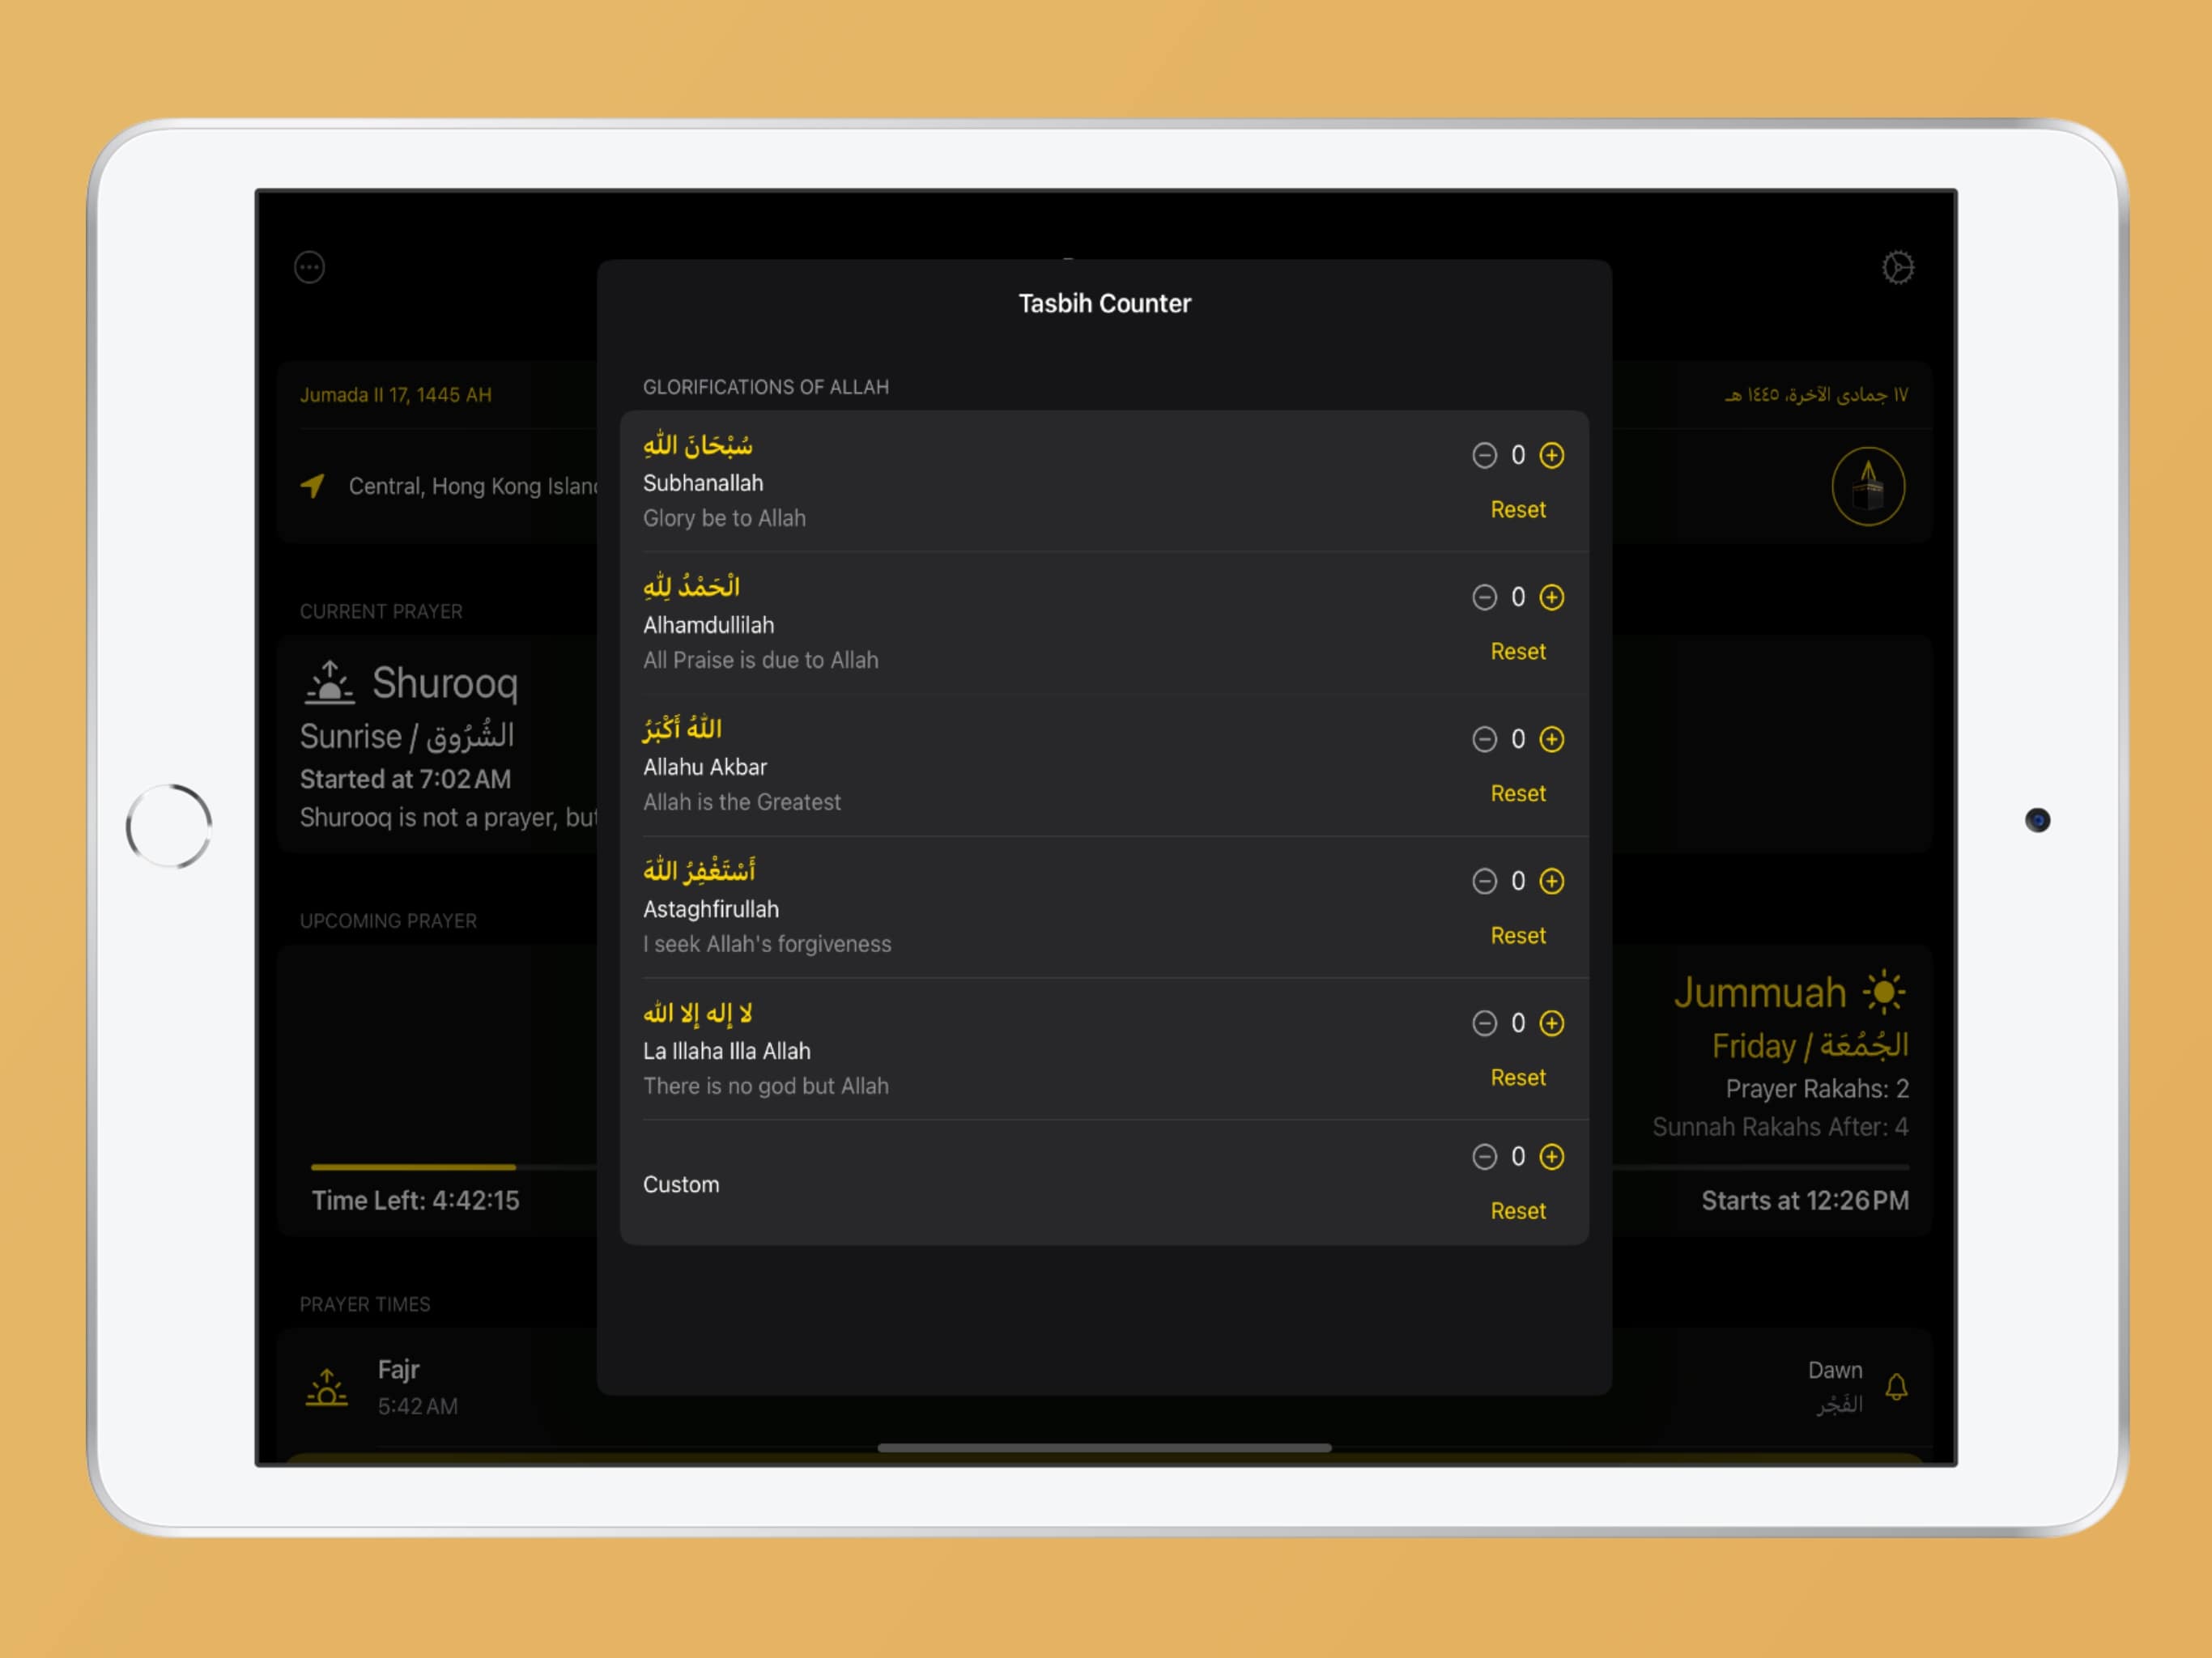 Tasbih Counter
Jumada II 17, 1445 AH
١٧ جمادى الآخرة، ١٤٤٥ هـ
Central, Hong Kong Island
CURRENT PRAYER
Shurooq
Sunrise / الشُّرُوق
Started at 7:02 AM
Shurooq is not a prayer, but
UPCOMING PRAYER
Jummuah
Friday / الجُمُعَة
Prayer Rakahs: 2
Sunnah Rakahs After: 4
Time Left: 4:42:15
Starts at 12:26 PM
PRAYER TIMES
Fajr
5:42 AM
Dawn
الفَجْر
GLORIFICATIONS OF ALLAH
سُبْحَانَ اللهِ
Subhanallah
Glory be to Allah
0
Reset
الْحَمْدُ لِلَّهِ
Alhamdullilah
All Praise is due to Allah
0
Reset
اللهُ أَكْبَرُ
Allahu Akbar
Allah is the Greatest
0
Reset
أَسْتَغْفِرُ اللهَ
Astaghfirullah
I seek Allah's forgiveness
0
Reset
لا إله إلا الله
La Illaha Illa Allah
There is no god but Allah
0
Reset
Custom
0
Reset